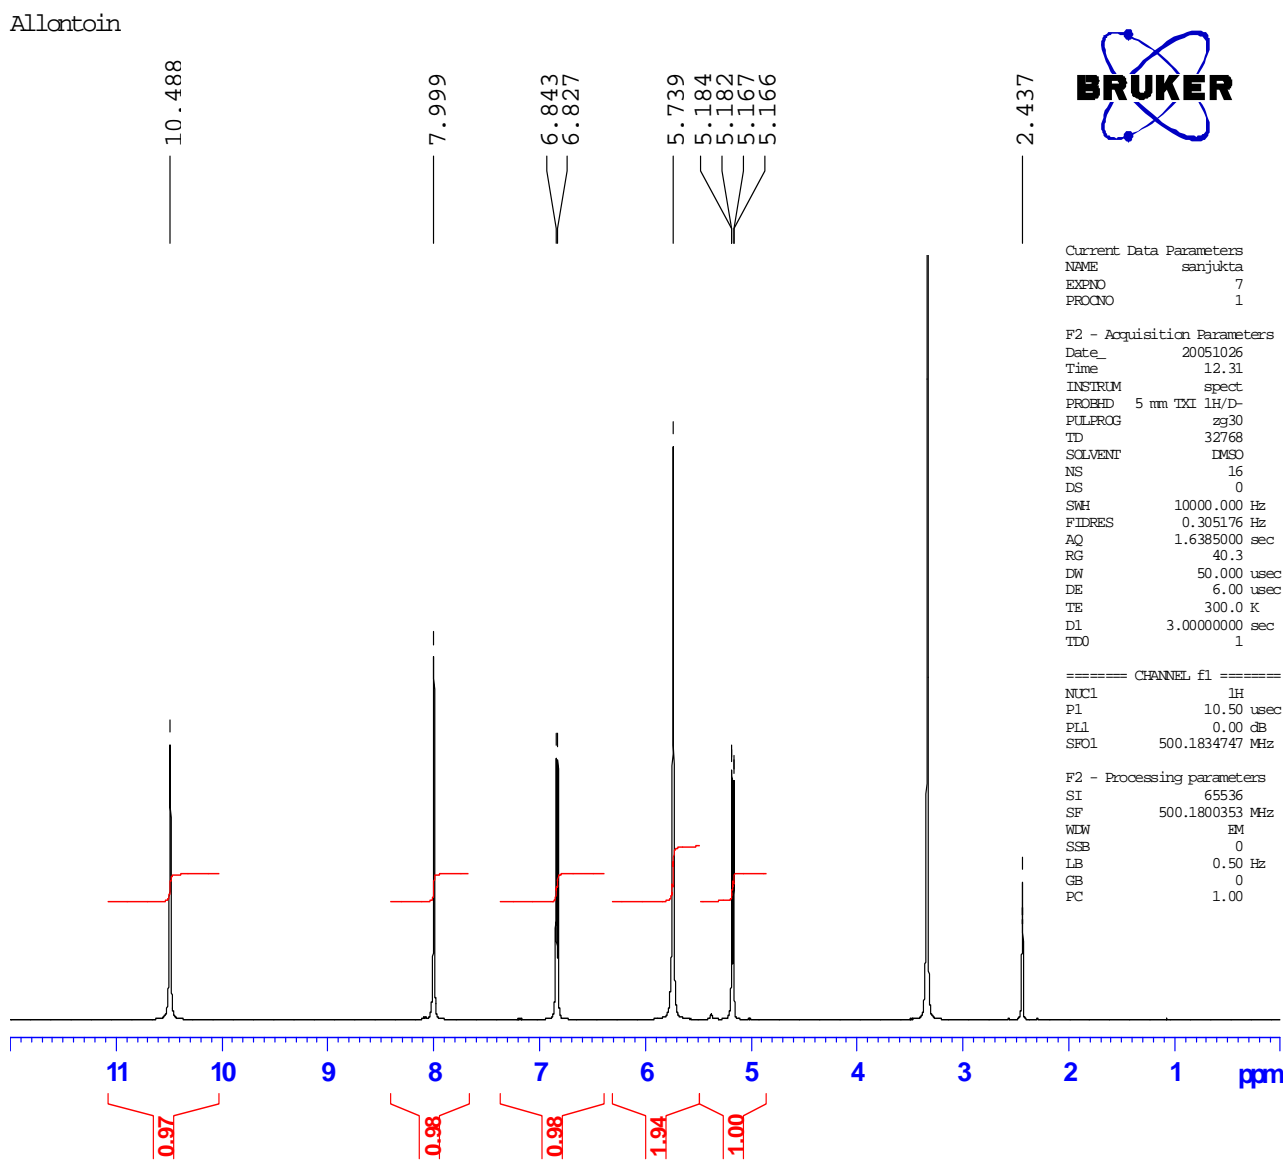 Allantoin
10.488
7.999
6.843
6.827
5.739
5.184
5.182
5.167
5.166
2.437
BRUKER
Current Data Parameters
NAME sanjukta
EXPNO 7
PROCNO 1
F2 - Acquisition Parameters
Date_ 20051026
Time 12.31
INSTRUM spect
PROBHD 5 mm TXI 1H/D-
PULPROG zg30
TD 32768
SOLVENT DMSO
NS 16
DS 0
SWH 10000.000 Hz
FIDRES 0.305176 Hz
AQ 1.6385000 sec
RG 40.3
DW 50.000 usec
DE 6.00 usec
TE 300.0 K
D1 3.00000000 sec
TD0 1
======== CHANNEL f1 ========
NUC1 1H
P1 10.50 usec
PL1 0.00 dB
SFO1 500.1834747 MHz
F2 - Processing parameters
SI 65536
SF 500.1800353 MHz
WDW EM
SSB 0
LB 0.50 Hz
GB 0
PC 1.00
11 10 9 8 7 6 5 4 3 2 1 ppm
0.97
0.98
0.98
1.94
1.00